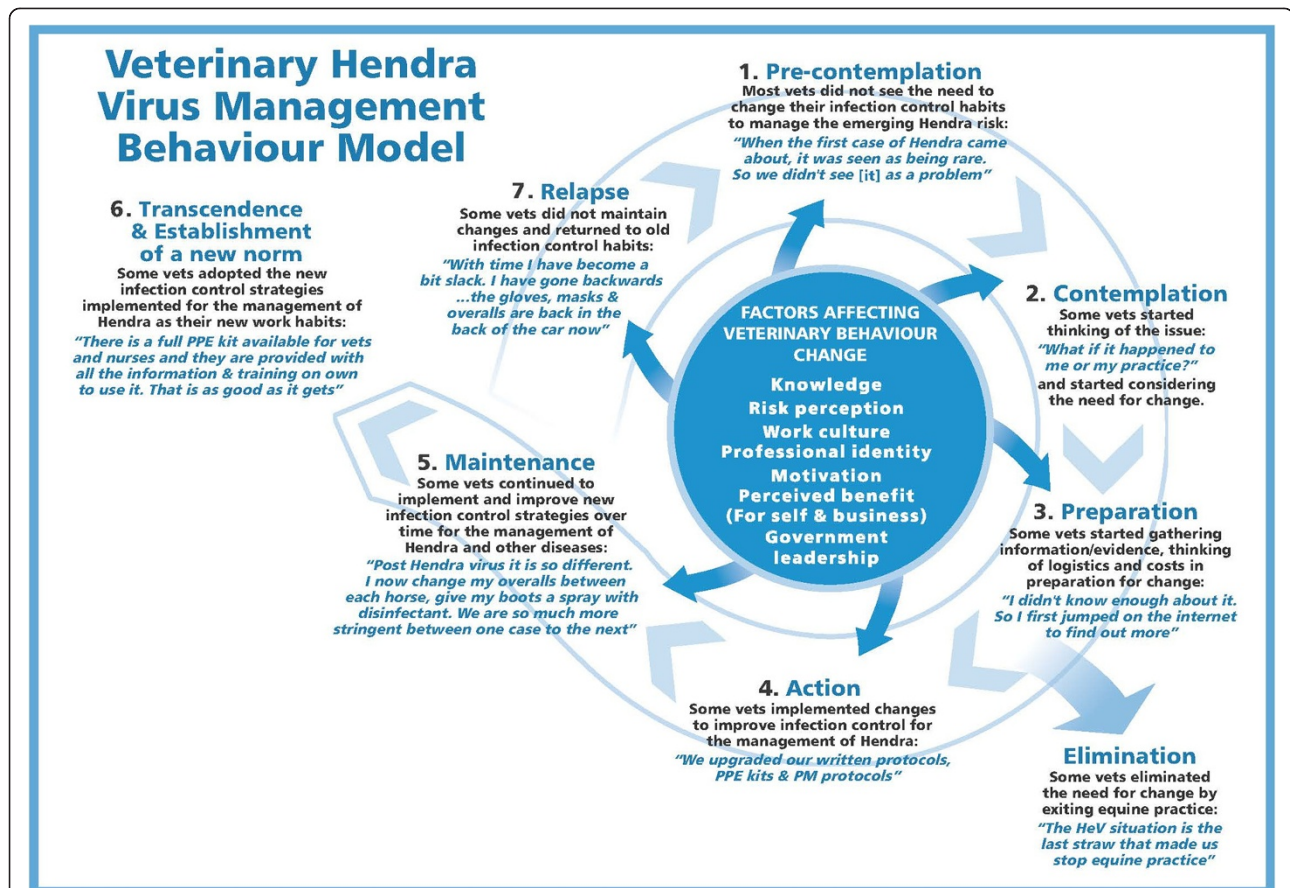 Veterinary Hendra
Virus Management
Behaviour Model
1. Pre-contemplation
Most vets did not see the need to
change their infection control habits
to manage the emerging Hendra risk:
“When the first case of Hendra came
about, it was seen as being rare.
So we didn't see [it] as a problem”
2. Contemplation
Some vets started
thinking of the issue:
“What if it happened to
me or my practice?”
and started considering
the need for change.
3. Preparation
Some vets started gathering
information/evidence, thinking
of logistics and costs in
preparation for change:
“I didn't know enough about it.
So I first jumped on the internet
to find out more”
Elimination
Some vets eliminated
the need for change by
exiting equine practice:
“The HeV situation is the
last straw that made us
stop equine practice”
4. Action
Some vets implemented changes
to improve infection control for
the management of Hendra:
“We upgraded our written protocols,
PPE kits & PM protocols”
5. Maintenance
Some vets continued to
implement and improve new
infection control strategies over
time for the management of
Hendra and other diseases:
“Post Hendra virus it is so different.
I now change my overalls between
each horse, give my boots a spray with
disinfectant. We are so much more
stringent between one case to the next”
6. Transcendence
& Establishment
of a new norm
Some vets adopted the new
infection control strategies
implemented for the management of
Hendra as their new work habits:
“There is a full PPE kit available for vets
and nurses and they are provided with
all the information & training on own
to use it. That is as good as it gets”
7. Relapse
Some vets did not maintain
changes and returned to old
infection control habits:
“With time I have become a
bit slack. I have gone backwards
...the gloves, masks &
overalls are back in the
back of the car now”
FACTORS AFFECTING
VETERINARY BEHAVIOUR
CHANGE
Knowledge
Risk perception
Work culture
Professional identity
Motivation
Perceived benefit
(For self & business)
Government
leadership